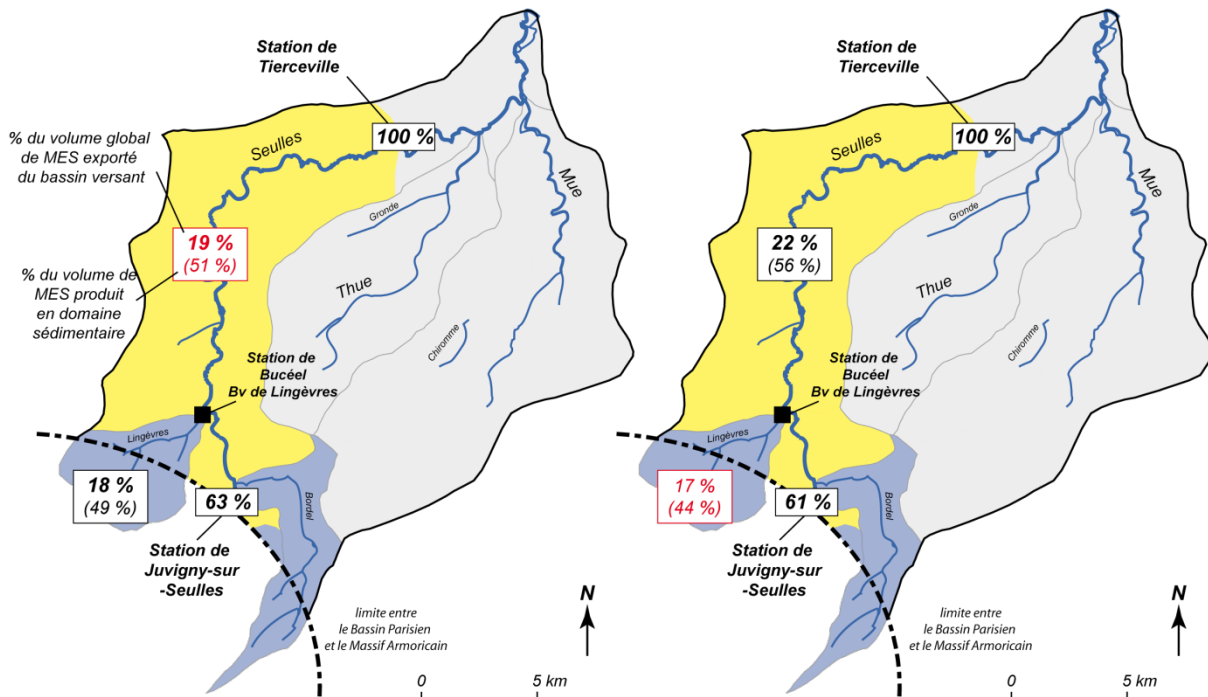 Station de
Tierceville
100 %
% du volume global
de MES exporté
du bassin versant
Seulles
Mue
Gronde
19 %
(51 %)
% du volume de
MES produit
en domaine
sédimentaire
Thue
Chiromme
Station de
Bucéel
Bv de Lingèvres
Lingèvres
18 %
(49 %)
63 %
Bordel
Station de
Juvigny-sur
-Seulles
limite entre
le Bassin Parisien
et le Massif Armoricain
N
0 5 km
Station de
Tierceville
100 %
Seulles
Mue
Gronde
22 %
(56 %)
Thue
Chiromme
Station de
Bucéel
Bv de Lingèvres
Lingèvres
17 %
(44 %)
61 %
Bordel
Station de
Juvigny-sur
-Seulles
limite entre
le Bassin Parisien
et le Massif Armoricain
N
0 5 km